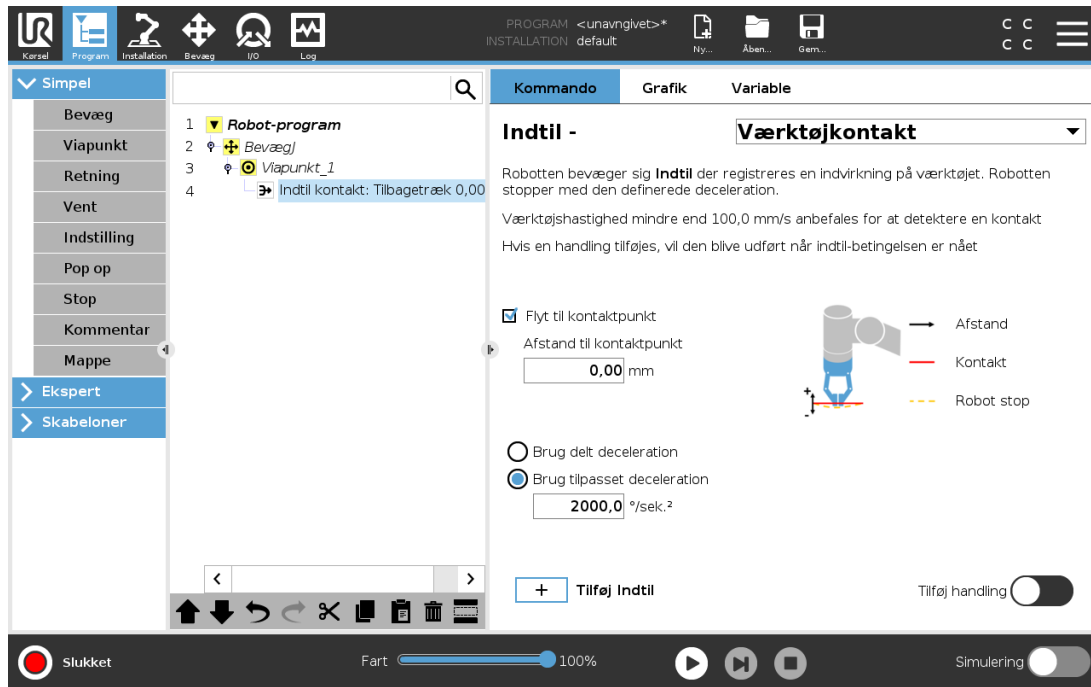 UR
PROGRAM <unavngivet>*
INSTALLATION default
C C
C C
Kørsel Program Installation Bevæg I/O Log Ny... Åben... Gem...
Simpel
Bevæg
Viapunkt
Retning
Vent
Indstilling
Pop op
Stop
Kommentar
Mappe
Ekspert
Skabeloner
1 Robot-program
2 BevægJ
3 Viapunkt_1
4 Indtil kontakt: Tilbagetræk 0,00
Kommando Grafik Variable
Indtil - Værktøjkontakt
Robotten bevæger sig Indtil der registreres en indvirkning på værktøjet. Robotten
stopper med den definerede deceleration.
Værktøjshastighed mindre end 100,0 mm/s anbefales for at detektere en kontakt
Hvis en handling tilføjes, vil den blive udført når indtil-betingelsen er nået
Flyt til kontaktpunkt
Afstand til kontaktpunkt
0,00 mm
+
-
Afstand
Kontakt
Robot stop
Brug delt deceleration
Brug tilpasset deceleration
2000,0 °/sek.²
+ Tilføj Indtil
Tilføj handling
Slukket
Fart 100%
Simulering